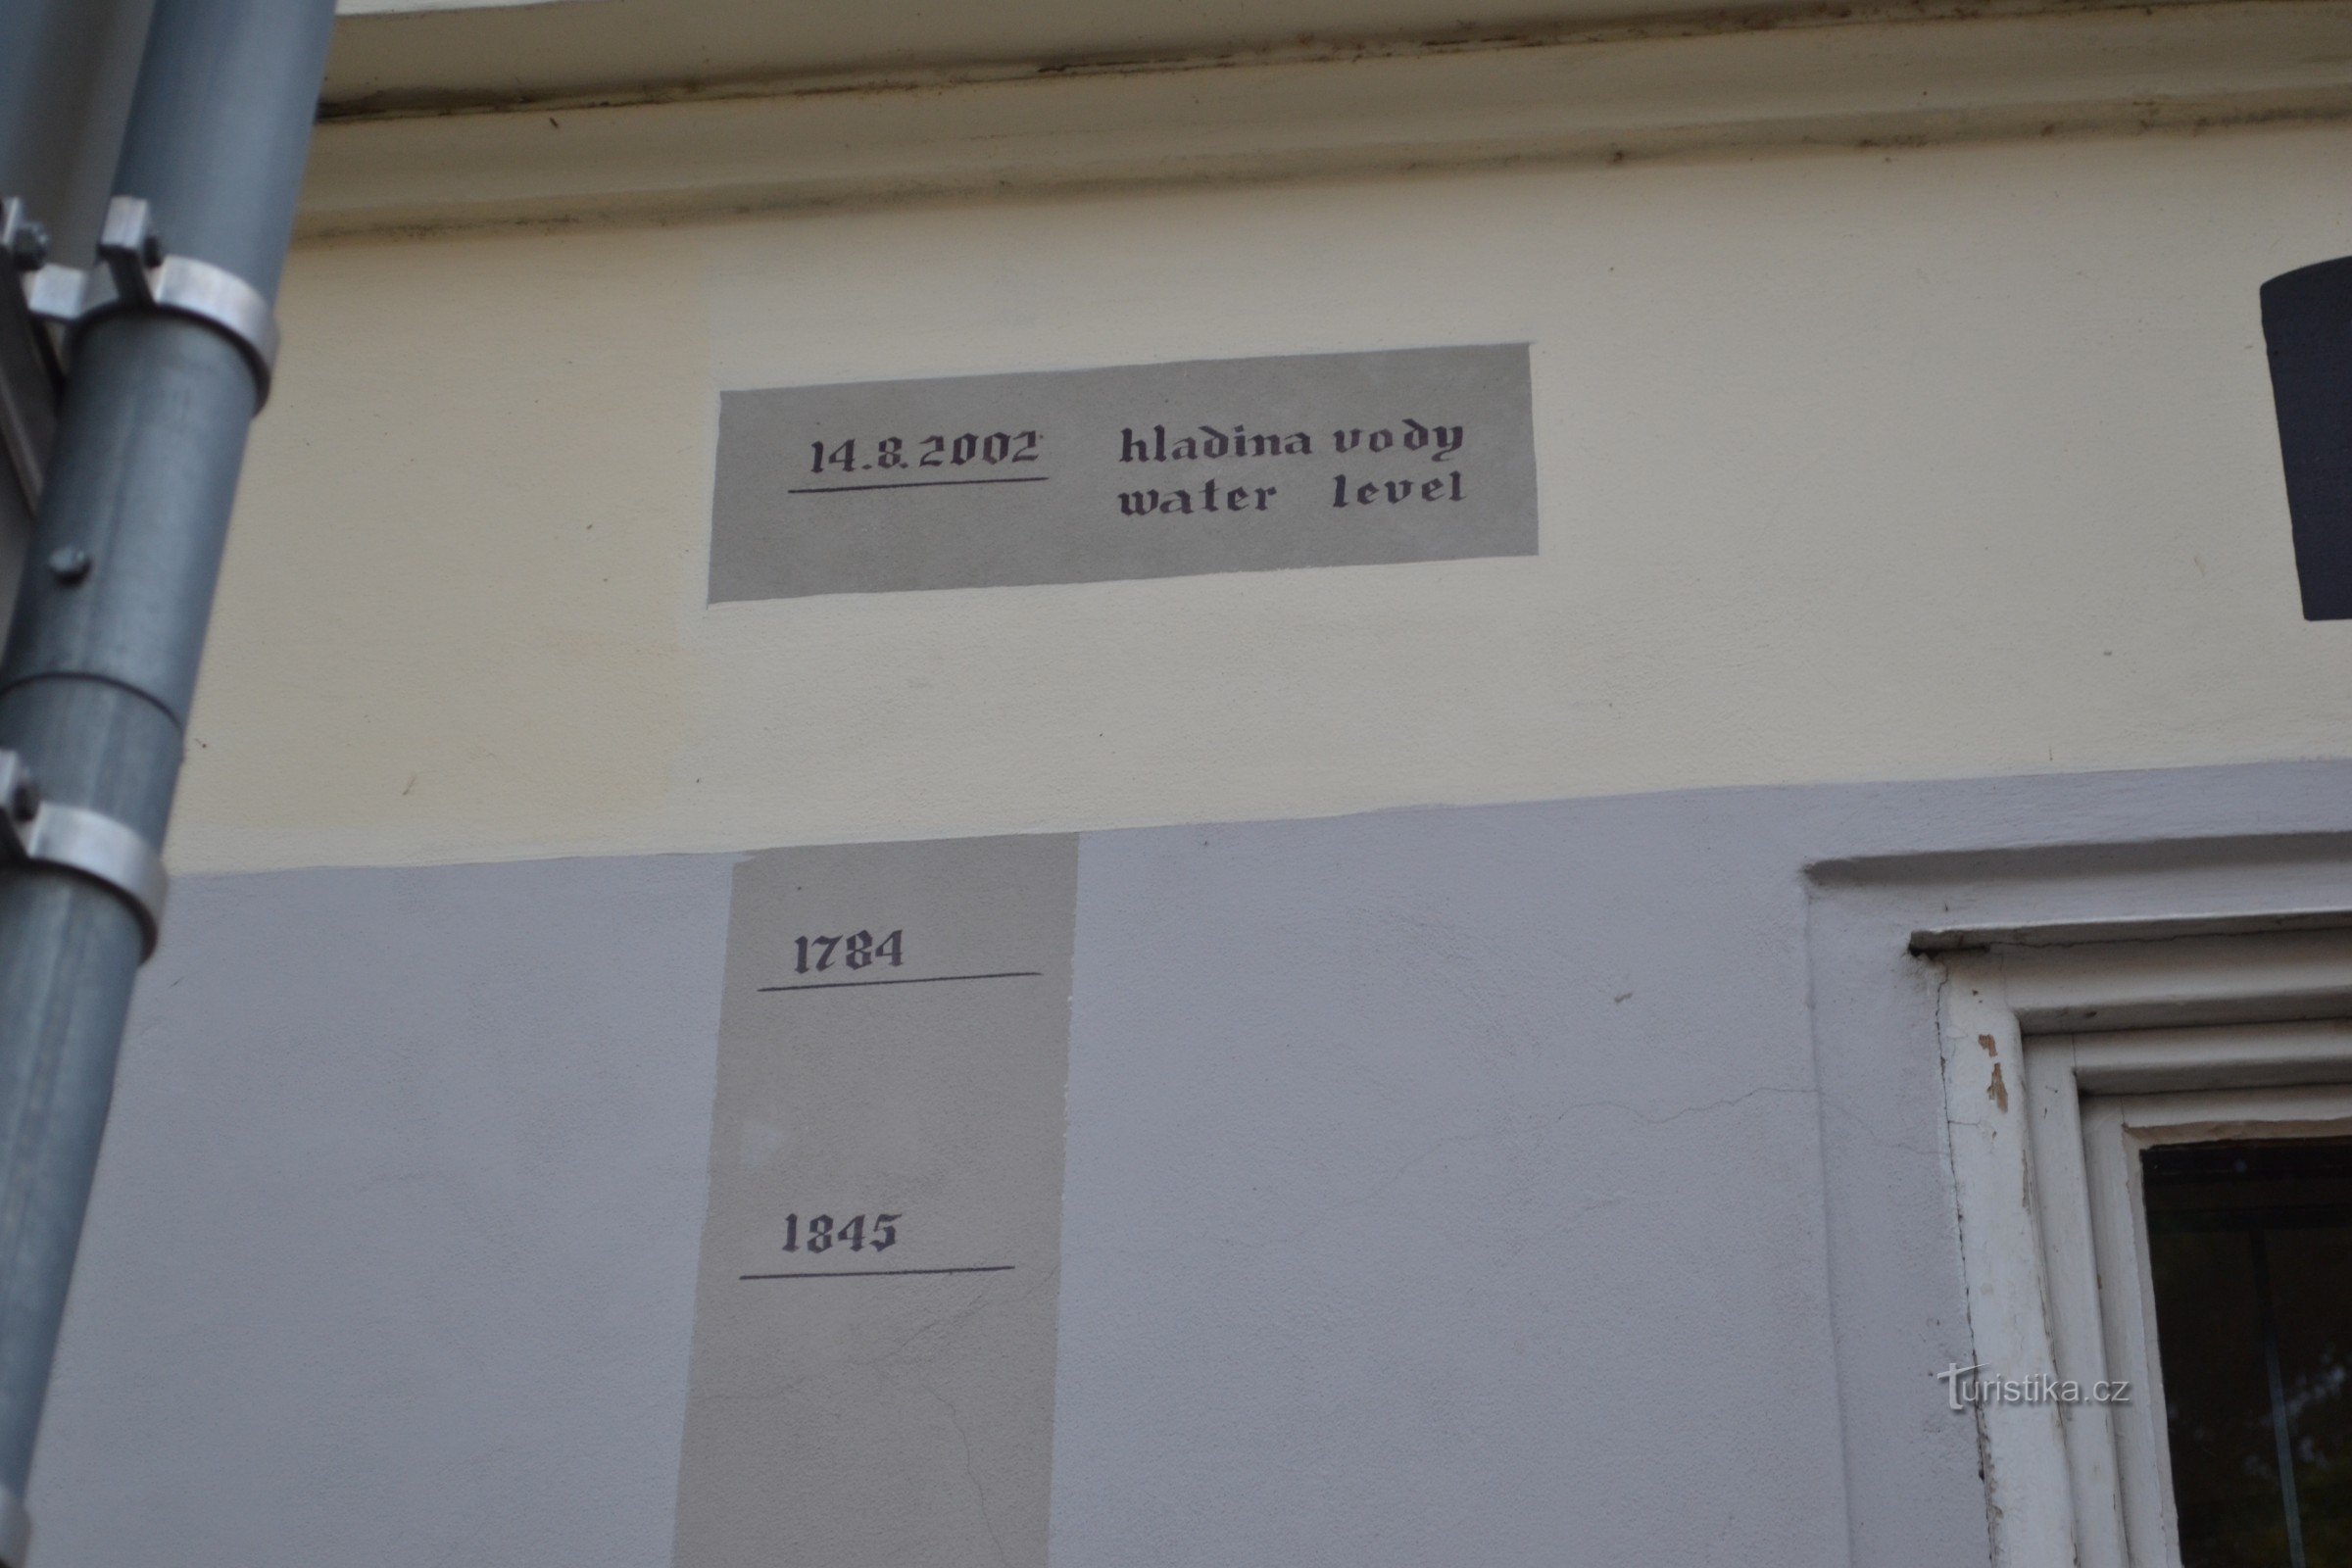 14.8.2002 hladina vody
water level
1784
1845
Turistika.cz